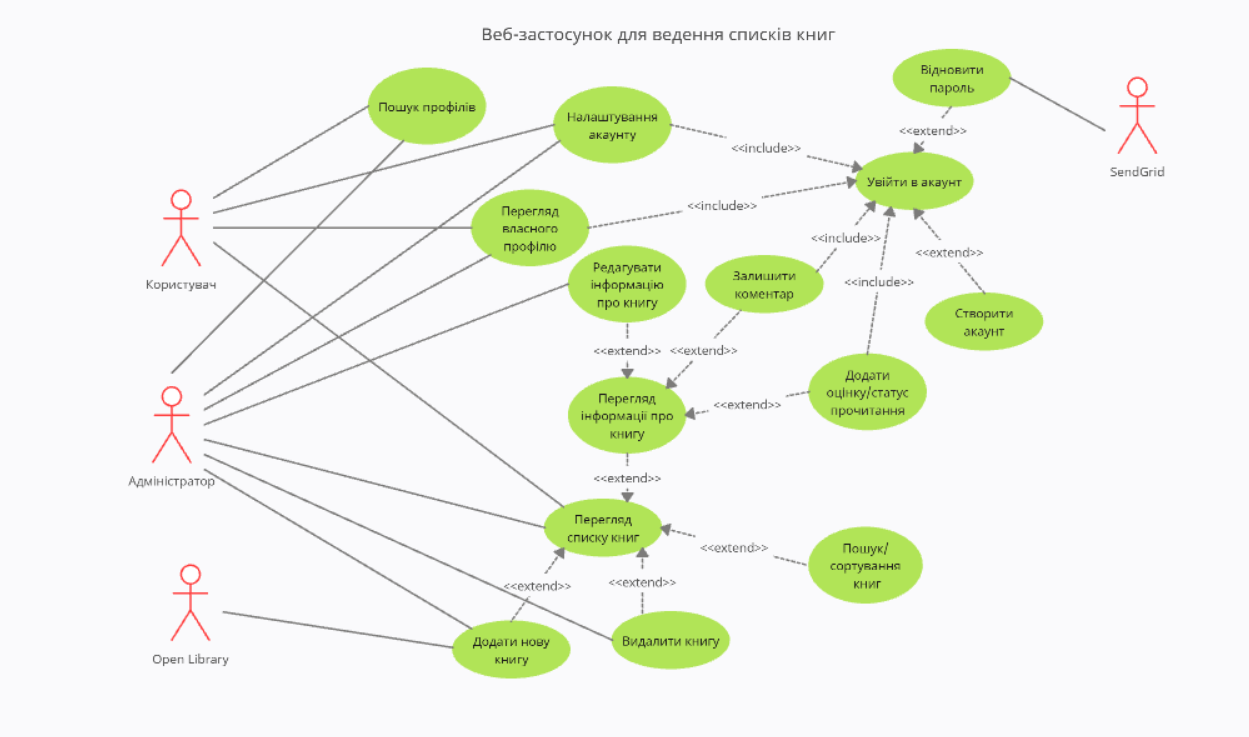 Веб-застосунок для ведення списків книг
Пошук профілів
Налаштування
акаунту
Відновити
пароль
<<extend>>
<<include>>
SendGrid
Увійти в акаунт
Перегляд
власного
профілю
<<include>>
Користувач
<<include>>
<<extend>>
Редагувати
інформацію
про книгу
Залишити
коментар
<<include>>
Створити
акаунт
<<extend>>
<<extend>>
Додати
оцінку/статус
прочитання
Перегляд
інформації про
книгу
<<extend>>
Адміністратор
<<extend>>
Перегляд
списку книг
<<extend>>
Пошук/
сортування
книг
<<extend>>
<<extend>>
Open Library
Додати нову
книгу
Видалити книгу